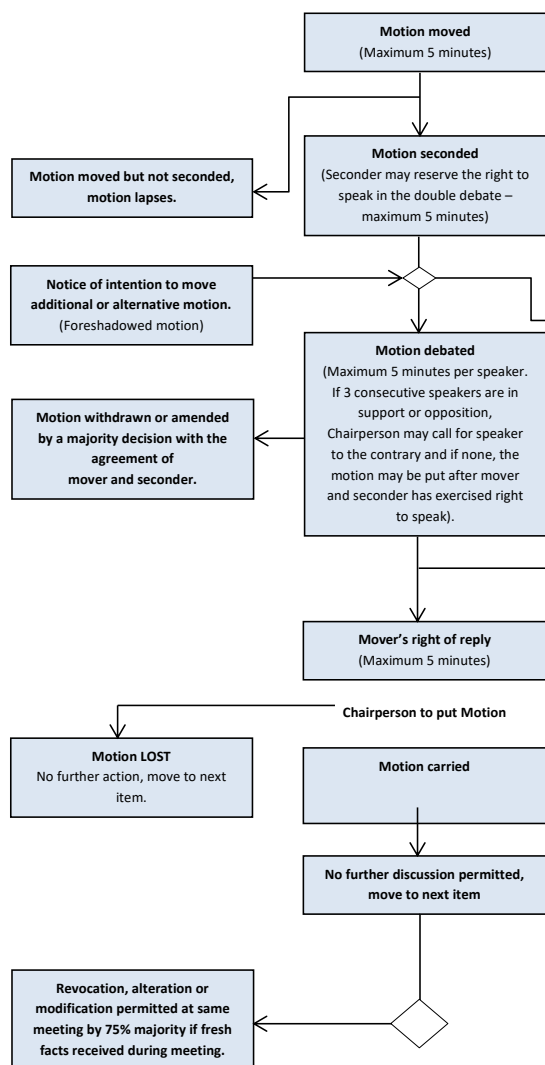 Motion moved
(Maximum 5 minutes)
Motion seconded
(Seconder may reserve the right to
speak in the double debate –
maximum 5 minutes)
Motion moved but not seconded,
motion lapses.
Notice of intention to move
additional or alternative motion.
(Foreshadowed motion)
Motion debated
(Maximum 5 minutes per speaker.
If 3 consecutive speakers are in
support or opposition,
Chairperson may call for speaker
to the contrary and if none, the
motion may be put after mover
and seconder has exercised right
to speak).
Motion withdrawn or amended
by a majority decision with the
agreement of
mover and seconder.
Mover’s right of reply
(Maximum 5 minutes)
Chairperson to put Motion
Motion LOST
No further action, move to next
item.
Motion carried
No further discussion permitted,
move to next item
Revocation, alteration or
modification permitted at same
meeting by 75% majority if fresh
facts received during meeting.